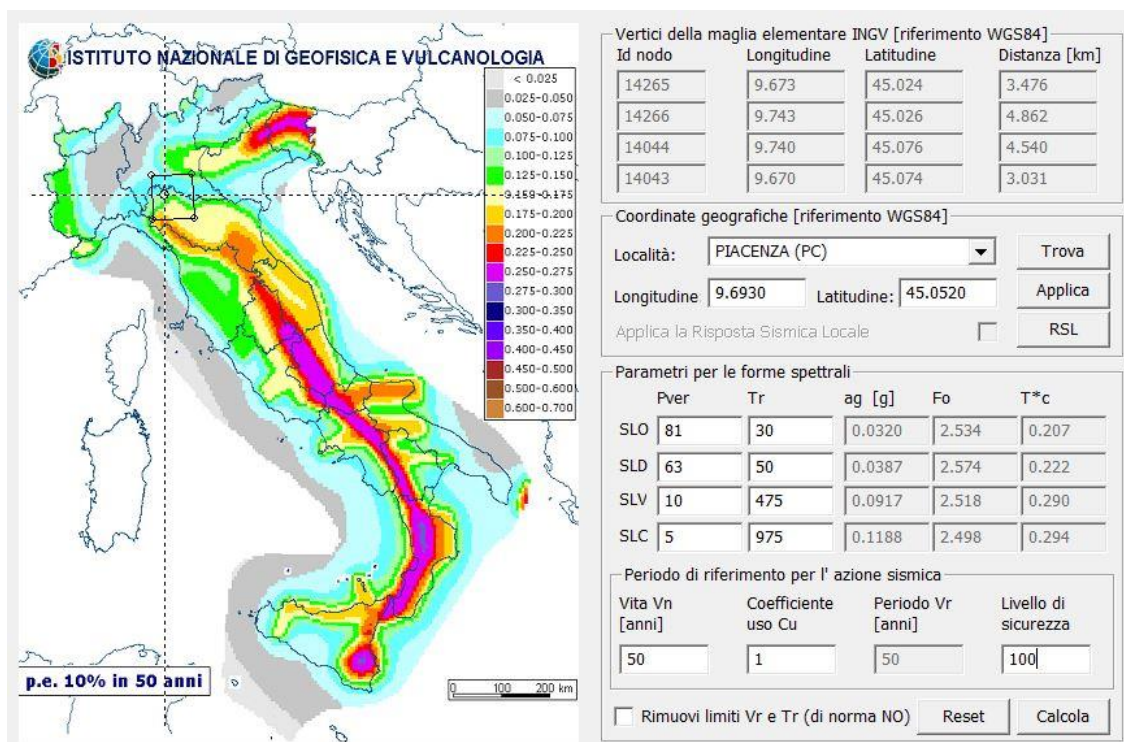 ISTITUTO NAZIONALE DI GEOFISICA E VULCANOLOGIA
< 0.025
0.025-0.050
0.050-0.075
0.075-0.100
0.100-0.125
0.125-0.150
0.150-0.175
0.175-0.200
0.200-0.225
0.225-0.250
0.250-0.275
0.275-0.300
0.300-0.350
0.350-0.400
0.400-0.450
0.450-0.500
0.500-0.600
0.600-0.700
p.e. 10% in 50 anni
0 100 200 km
Vertici della maglia elementare INGV [riferimento WGS84]
Id nodo Longitudine Latitudine Distanza [km]
14265 9.673 45.024 3.476
14266 9.743 45.026 4.862
14044 9.740 45.076 4.540
14043 9.670 45.074 3.031
Coordinate geografiche [riferimento WGS84]
Località: PIACENZA (PC) Trova
Longitudine 9.6930 Latitudine: 45.0520 Applica
Applica la Risposta Sismica Locale RSL
Parametri per le forme spettrali
Pver Tr ag [g] Fo T*c
SLO 81 30 0.0320 2.534 0.207
SLD 63 50 0.0387 2.574 0.222
SLV 10 475 0.0917 2.518 0.290
SLC 5 975 0.1188 2.498 0.294
Periodo di riferimento per l' azione sismica
Vita Vn Coefficiente Periodo Vr Livello di
[anni] uso Cu [anni] sicurezza
50 1 50 100
Rimuovi limiti Vr e Tr (di norma NO) Reset Calcola